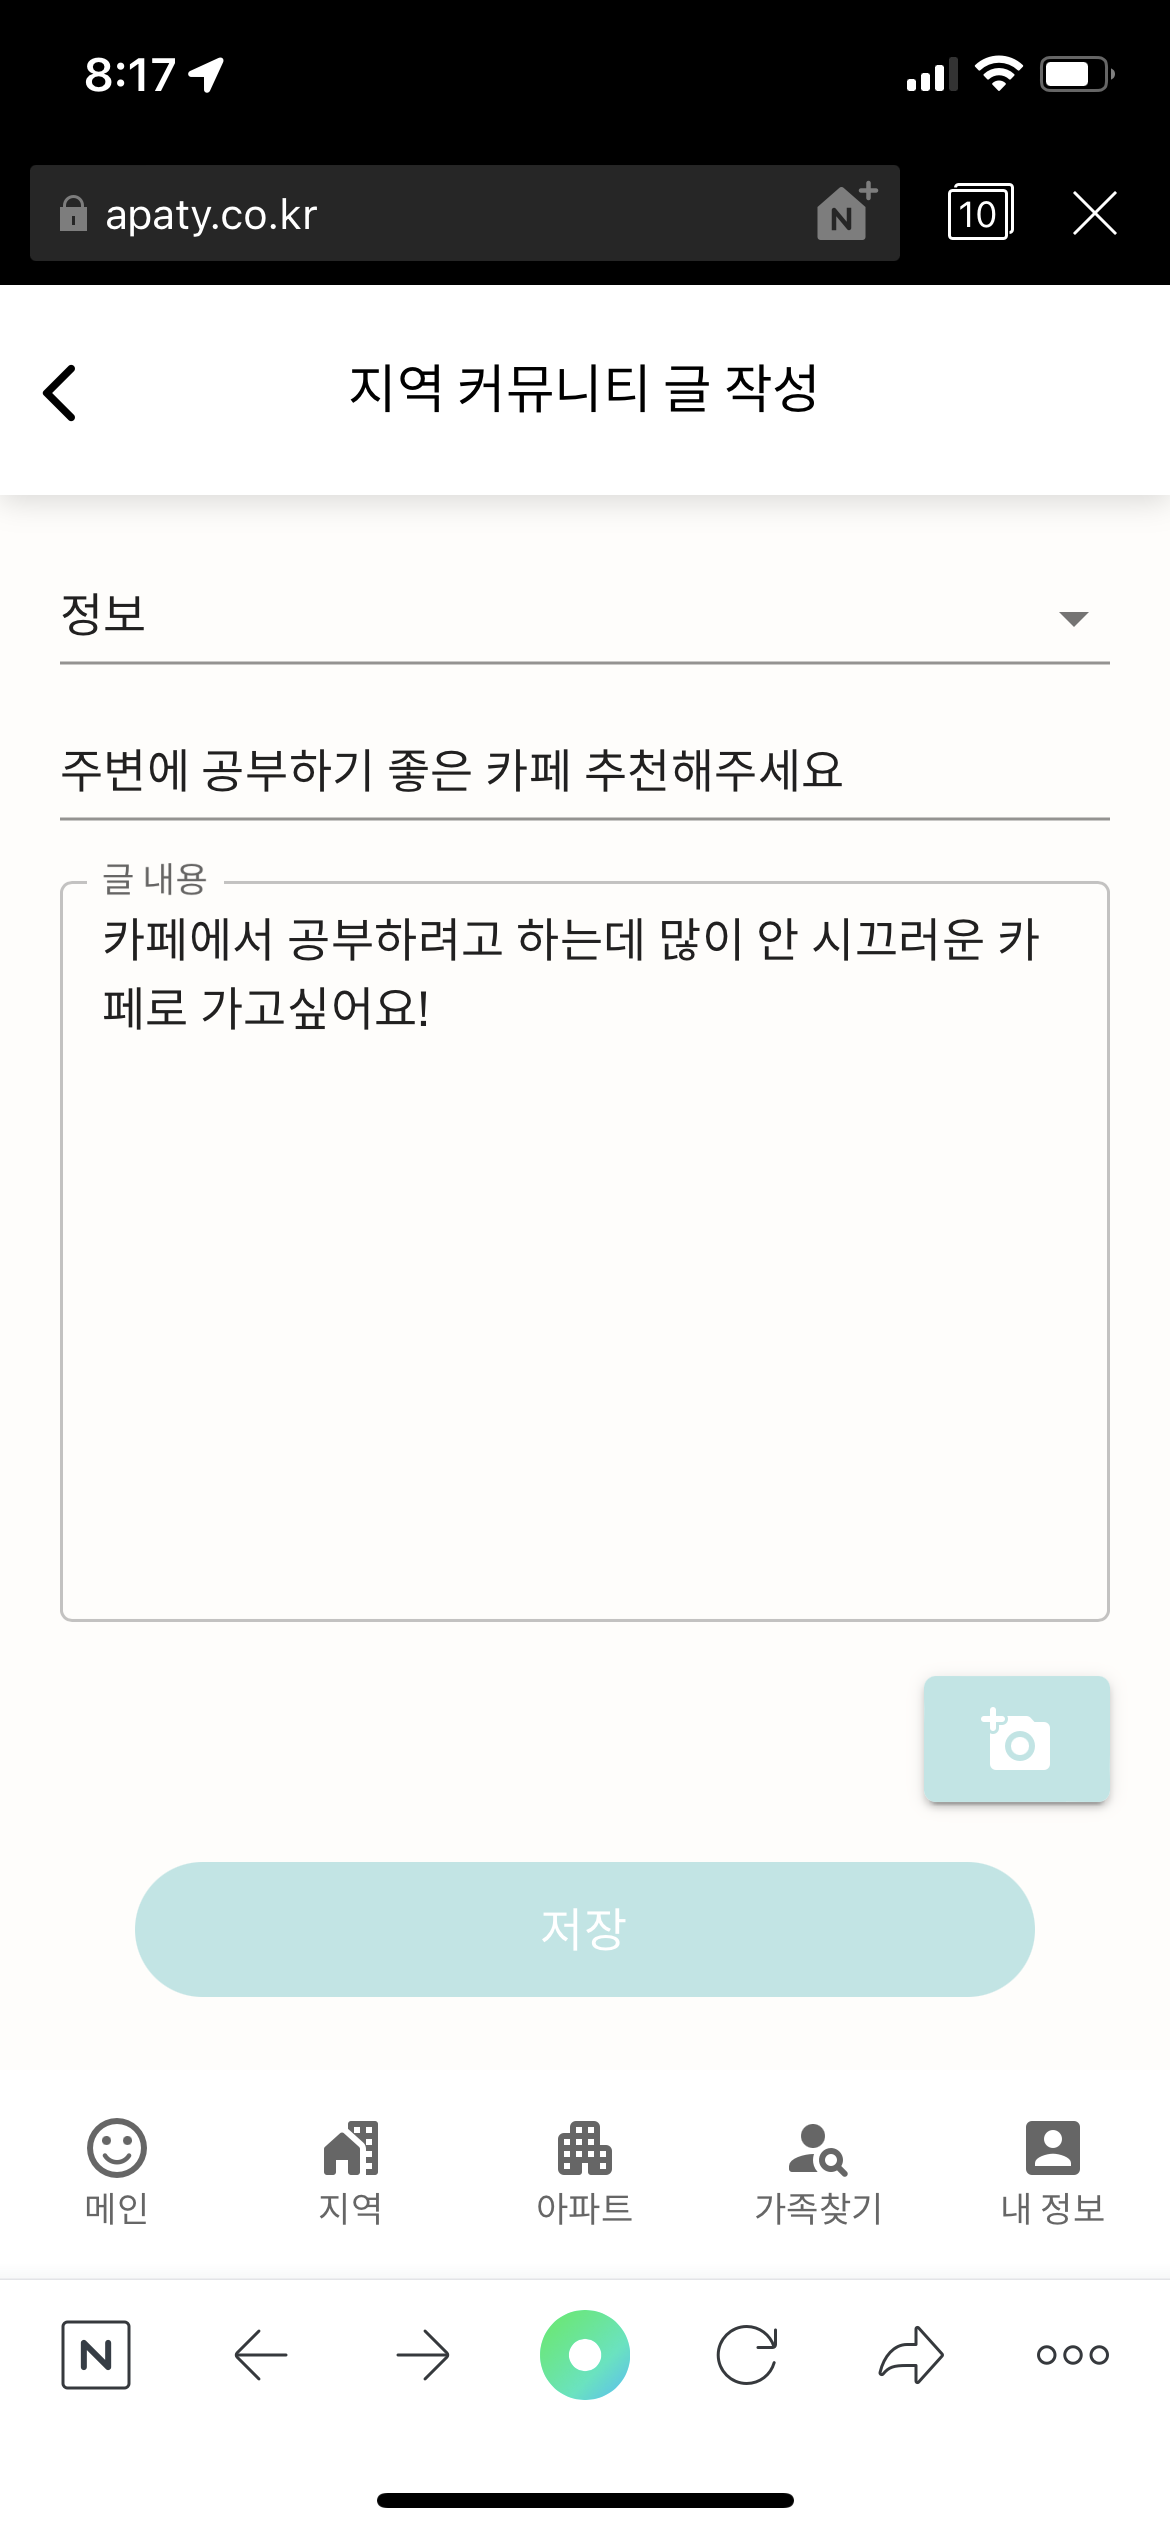 8:17
apaty.co.kr
N
10
지역 커뮤니티 글 작성
정보
주변에 공부하기 좋은 카페 추천해주세요
글 내용
카페에서 공부하려고 하는데 많이 안 시끄러운 카
페로 가고싶어요!
저장
메인 지역 아파트 가족찾기 내 정보
N